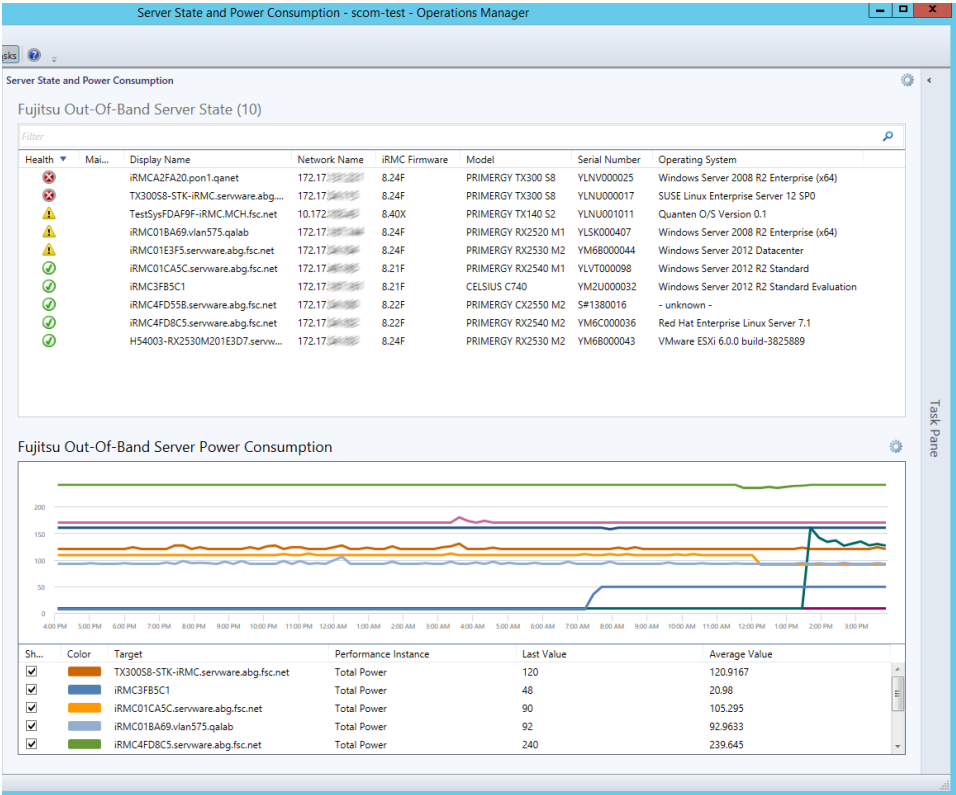 Server State and Power Consumption - scom-test - Operations Manager
asks
Server State and Power Consumption
Fujitsu Out-Of-Band Server State (10)
Filter
Health Mai... Display Name Network Name iRMC Firmware Model Serial Number Operating System
iRMCA2FA20.pon1.qanet 172.17. 8.24F PRIMERGY TX300 S8 YLNV000025 Windows Server 2008 R2 Enterprise (x64)
TX300S8-STK-iRMC.servware.abg.... 172.17. 8.24F PRIMERGY TX300 S8 YLNU000017 SUSE Linux Enterprise Server 12 SP0
TestSysFDAF9F-iRMC.MCH.fsc.net 10.172 8.40X PRIMERGY TX140 S2 YLNU001011 Quanten O/S Version 0.1
iRMC01BA69.vlan575.qalab 172.17. 8.24F PRIMERGY RX2520 M1 YLSK000407 Windows Server 2008 R2 Enterprise (x64)
iRMC01E3F5.servware.abg.fsc.net 172.17. 8.24F PRIMERGY RX2530 M2 YM6B000044 Windows Server 2012 Datacenter
iRMC01CA5C.servware.abg.fsc.net 172.17. 8.21F PRIMERGY RX2540 M1 YLVT000098 Windows Server 2012 R2 Standard
iRMC3FB5C1 172.17. 8.21F CELSIUS C740 YM2U000032 Windows Server 2012 R2 Standard Evaluation
iRMC4FD55B.servware.abg.fsc.net 172.17. 8.22F PRIMERGY CX2550 M2 S#1380016 - unknown -
iRMC4FD8C5.servware.abg.fsc.net 172.17. 8.22F PRIMERGY RX2540 M2 YM6C000036 Red Hat Enterprise Linux Server 7.1
H54003-RX2530M201E3D7.servw... 172.17. 8.24F PRIMERGY RX2530 M2 YM6B000043 VMware ESXi 6.0.0 build-3825889
Task Pane
Fujitsu Out-Of-Band Server Power Consumption
200
150
100
50
0
4:00 PM 5:00 PM 6:00 PM 7:00 PM 8:00 PM 9:00 PM 10:00 PM 11:00 PM 12:00 AM 1:00 AM 2:00 AM 3:00 AM 4:00 AM 5:00 AM 6:00 AM 7:00 AM 8:00 AM 9:00 AM 10:00 AM 11:00 AM 12:00 PM 1:00 PM 2:00 PM 3:00 PM
Sh... Color Target Performance Instance Last Value Average Value
TX300S8-STK-iRMC.servware.abg.fsc.net Total Power 120 120.9167
iRMC3FB5C1 Total Power 48 20.98
iRMC01CA5C.servware.abg.fsc.net Total Power 90 105.295
iRMC01BA69.vlan575.qalab Total Power 92 92.9633
iRMC4FD8C5.servware.abg.fsc.net Total Power 240 239.645